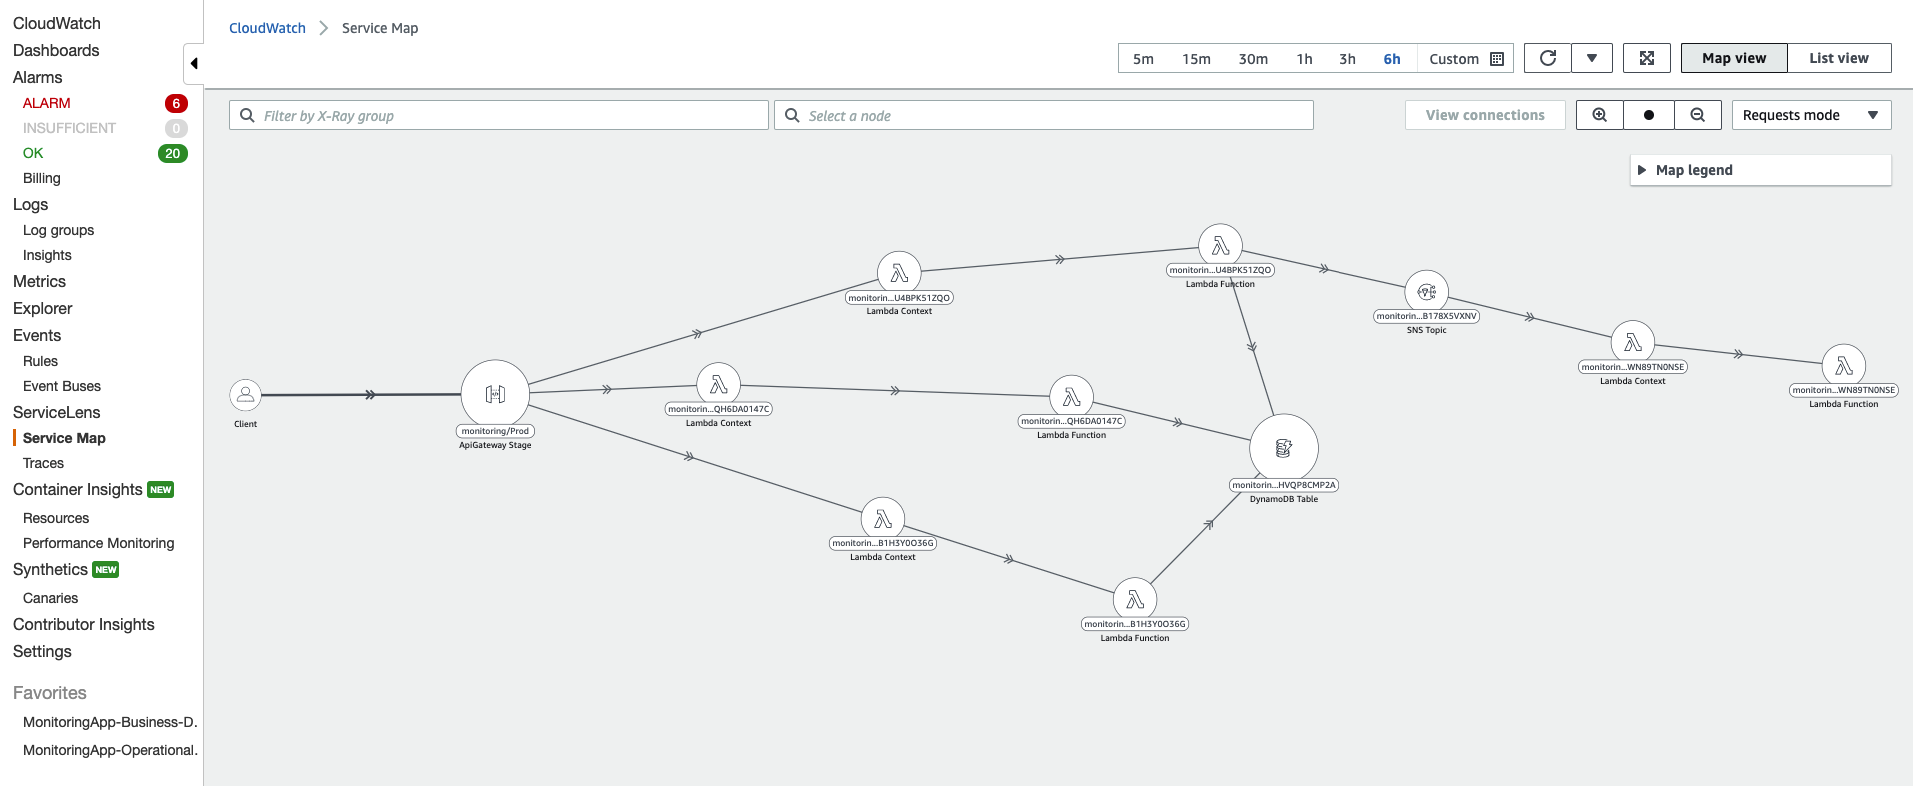 CloudWatch
Dashboards
Alarms
ALARM 6
INSUFFICIENT 0
OK 20
Billing
Logs
Log groups
Insights
Metrics
Explorer
Events
Rules
Event Buses
ServiceLens
Service Map
Traces
Container Insights NEW
Resources
Performance Monitoring
Synthetics NEW
Canaries
Contributor Insights
Settings
Favorites
MonitoringApp-Business-D.
MonitoringApp-Operational.
CloudWatch Service Map
5m 15m 30m 1h 3h 6h Custom Map view List view
Filter by X-Ray group Select a node View connections Requests mode
Map legend
monitorin...U4BPK51ZQO
Lambda Context
monitorin...U4BPK51ZQO
Lambda Function
monitorin...B178X5VXNV
SNS Topic
monitorin...WN89TN0NSE
Lambda Context
monitorin...WN89TN0NSE
Lambda Function
Client
monitoring/Prod
ApiGateway Stage
monitorin...QH6DA0147C
Lambda Context
monitorin...QH6DA0147C
Lambda Function
monitorin...HVQP8CMP2A
DynamoDB Table
monitorin...B1H3Y0O36G
Lambda Context
monitorin...B1H3Y0O36G
Lambda Function